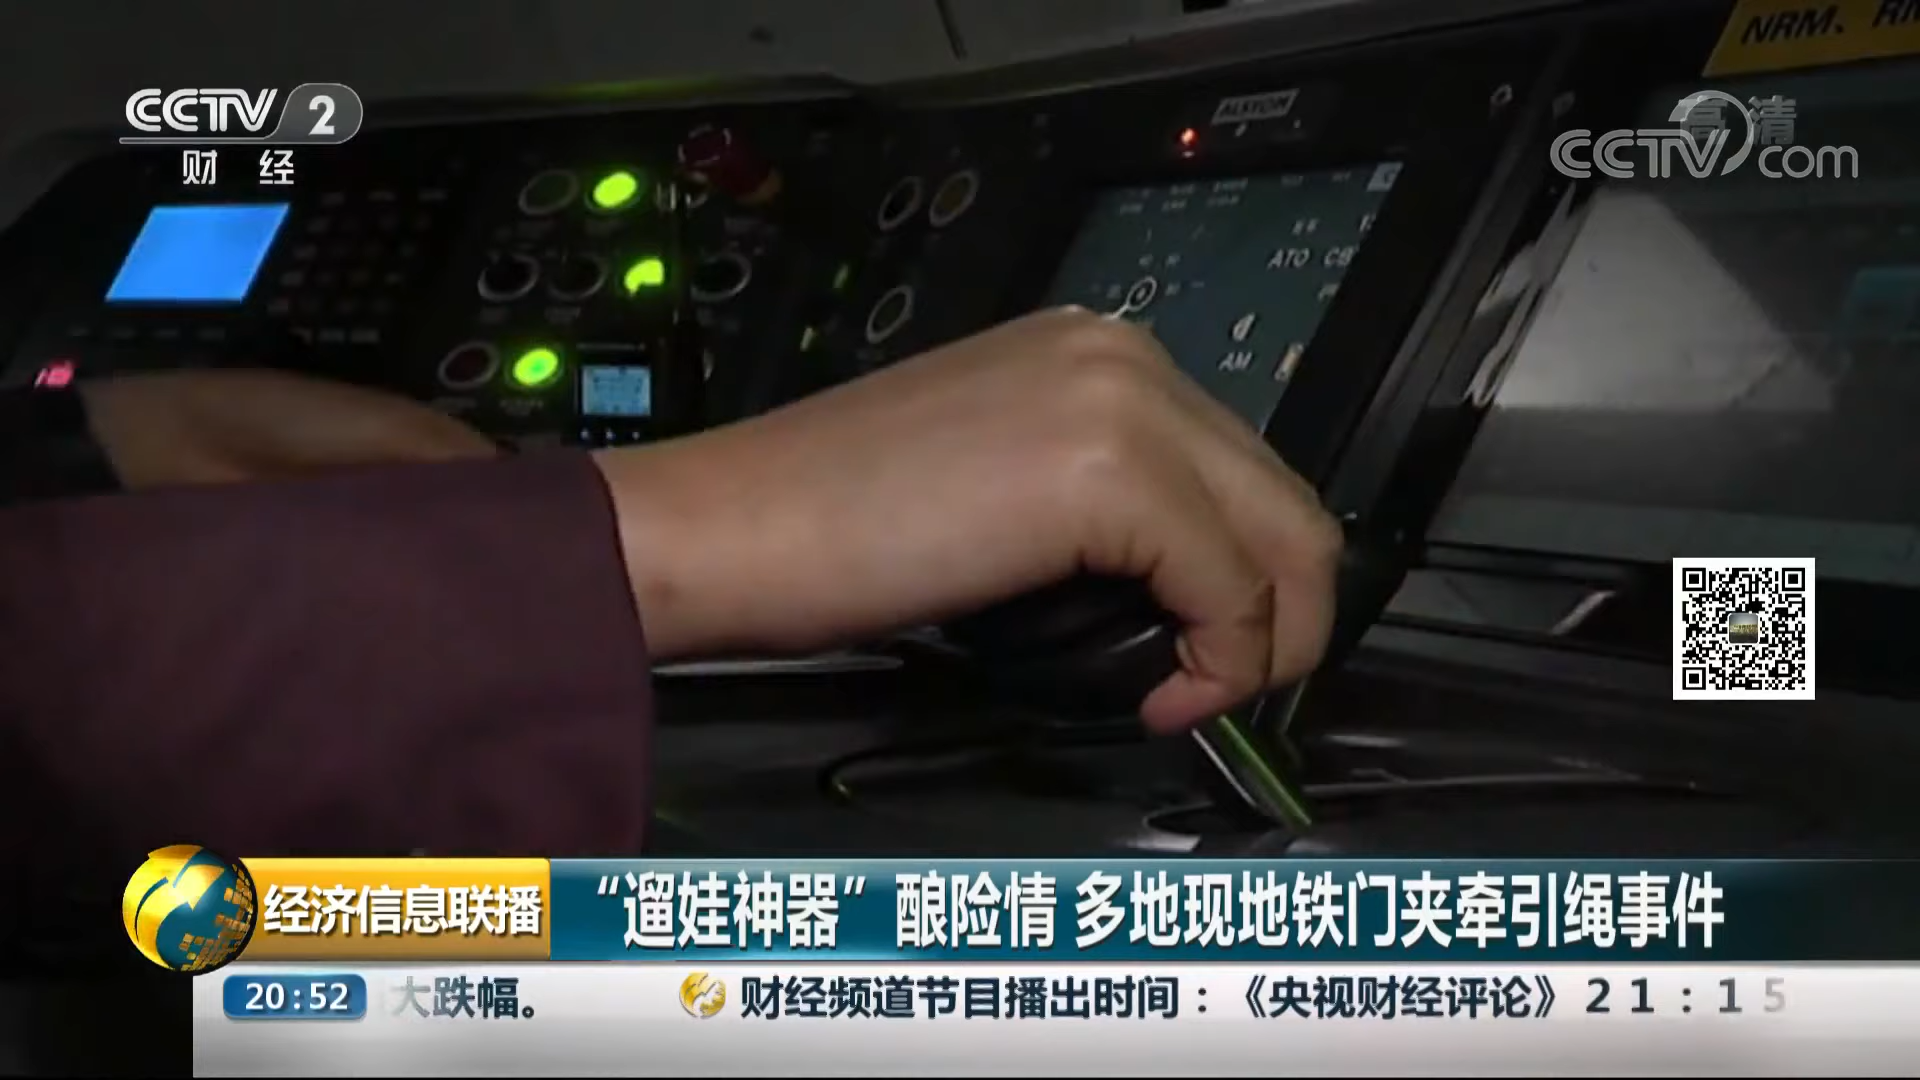 CCTV 2
财 经
NRM、RM
高清
CCTV com
ALSTOM
ATO
AM
“遛娃神器”酿险情 多地现地铁门夹牵引绳事件
经济信息联播
20:52
大跌幅。
财经频道节目播出时间：《央视财经评论》21:15